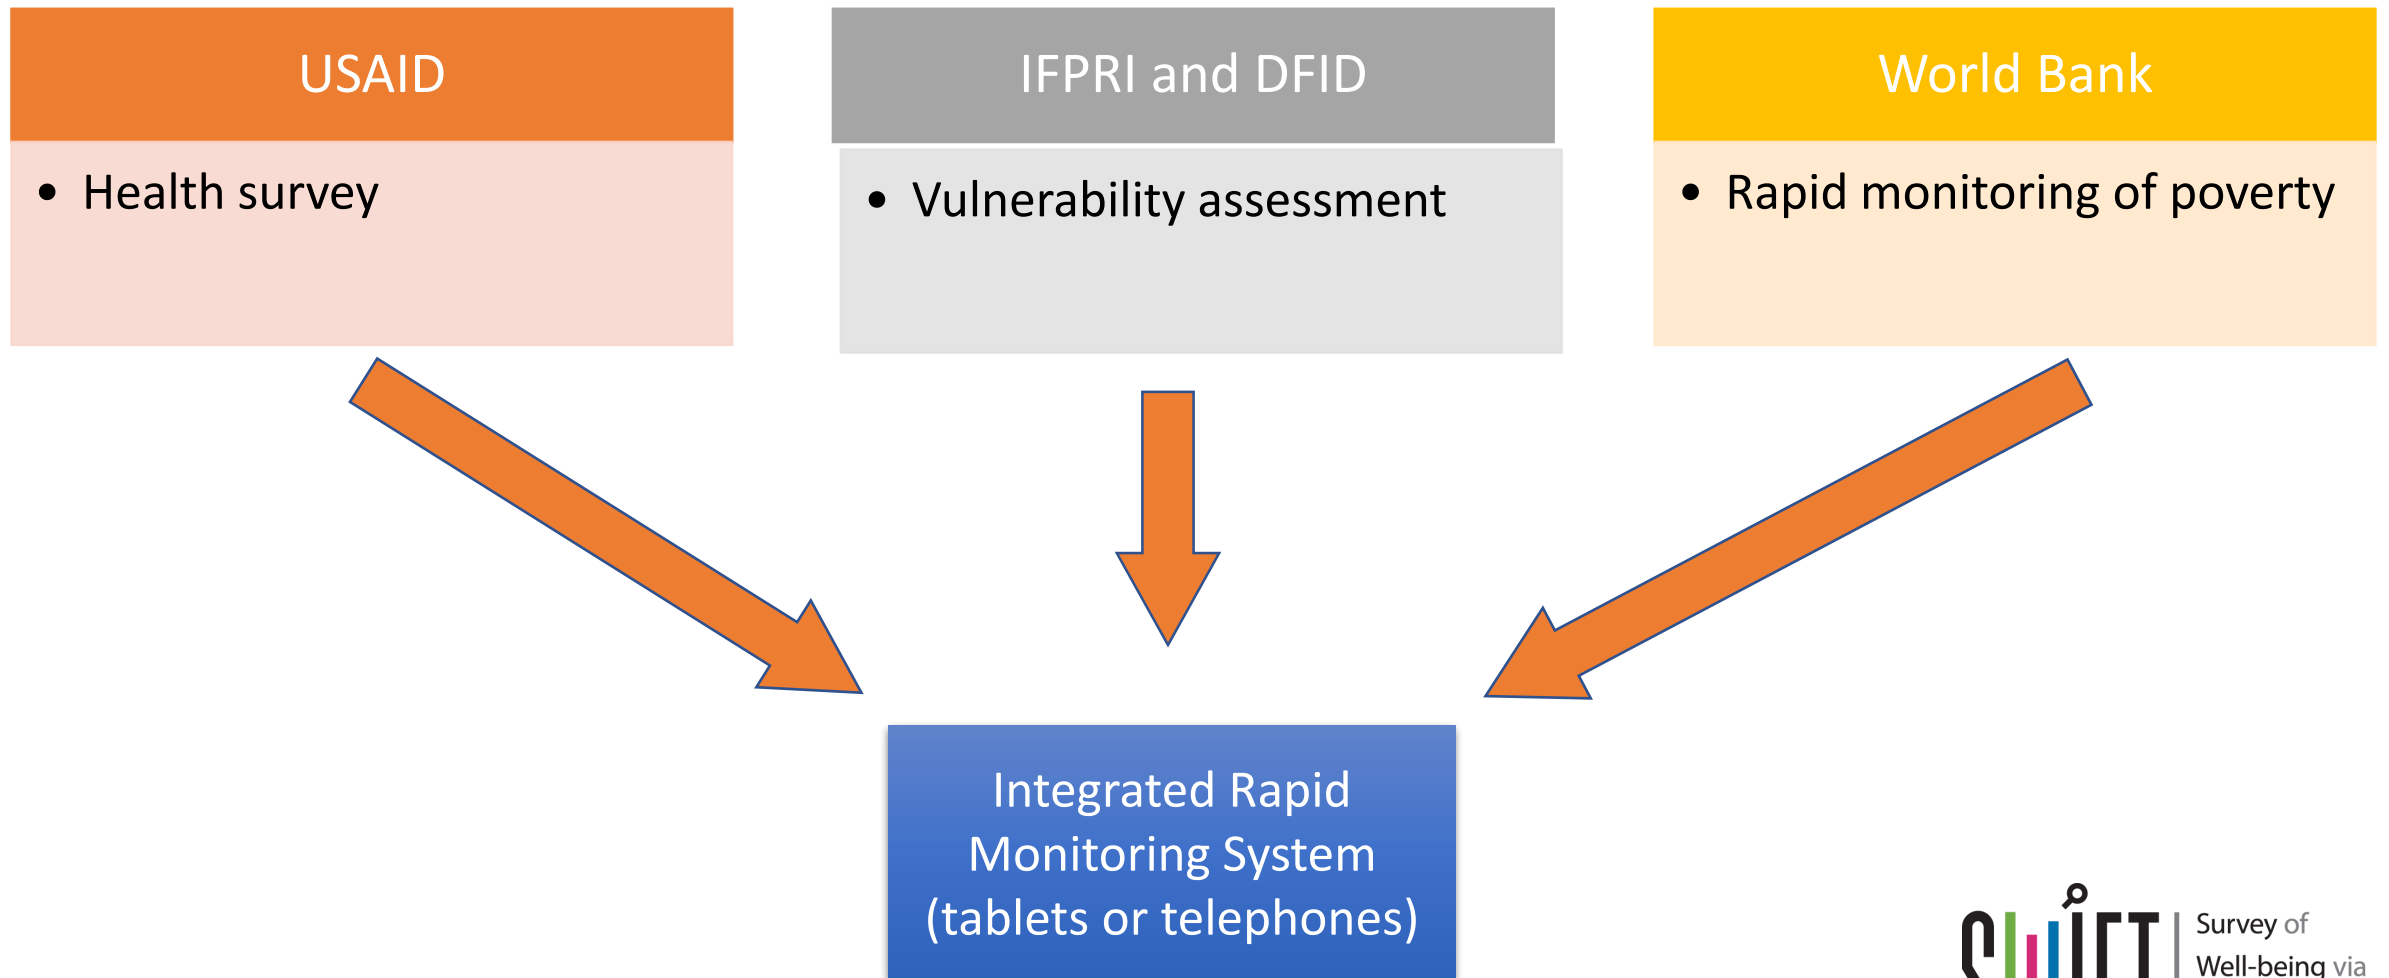 USAID
• Health survey
IFPRI and DFID
• Vulnerability assessment
World Bank
• Rapid monitoring of poverty
Integrated Rapid
Monitoring System
(tablets or telephones)
SWIFT
Survey of
Well-being via